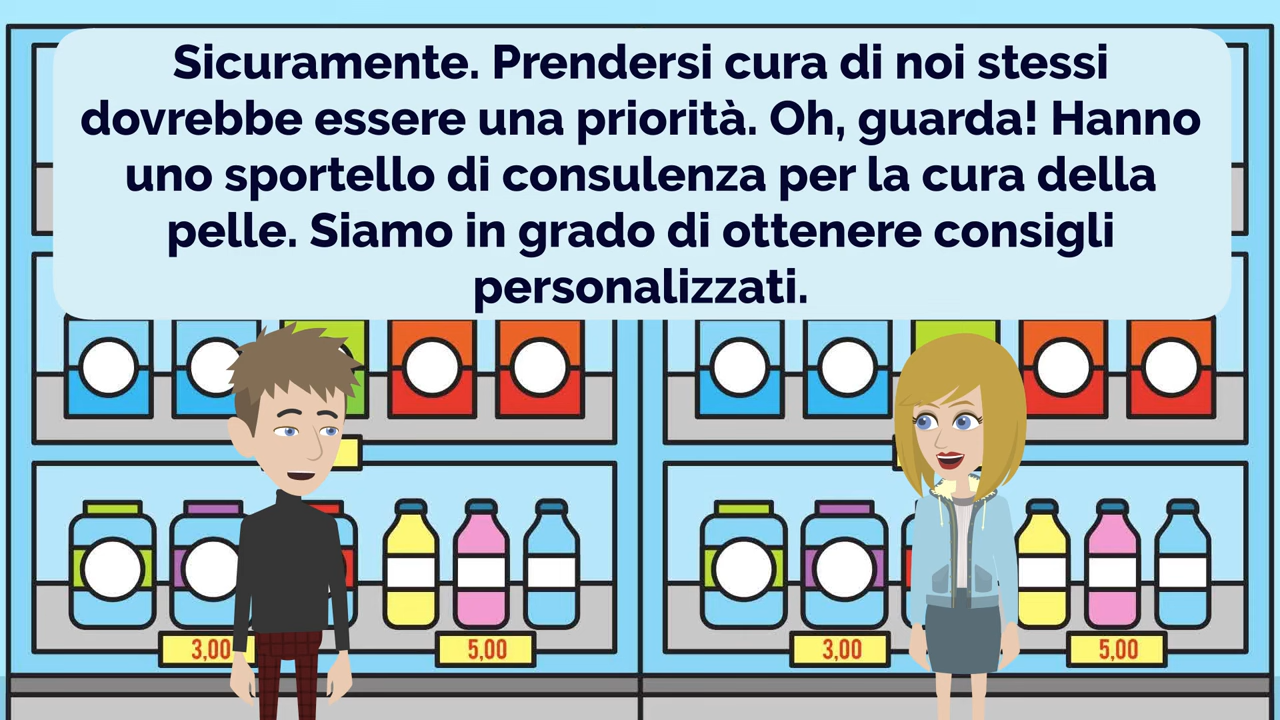 Sicuramente. Prendersi cura di noi stessi
dovrebbe essere una priorità. Oh, guarda! Hanno
uno sportello di consulenza per la cura della
pelle. Siamo in grado di ottenere consigli
personalizzati.
3,00
5,00
3,00
5,00